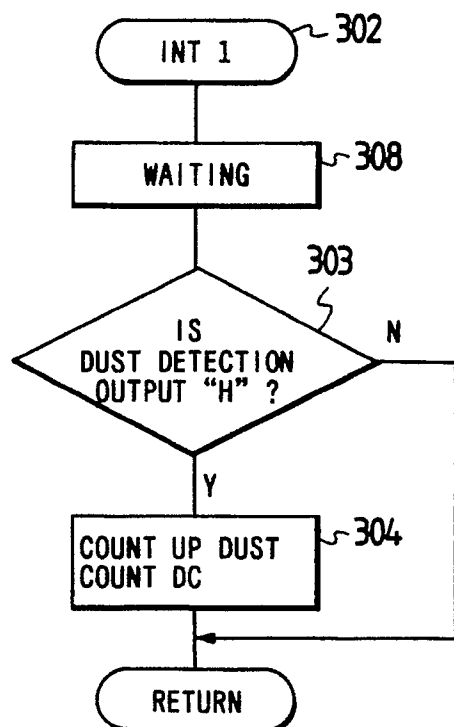 INT 1
302
WAITING
308
303
IS
DUST DETECTION
OUTPUT "H" ?
N
Y
COUNT UP DUST
COUNT DC
304
RETURN